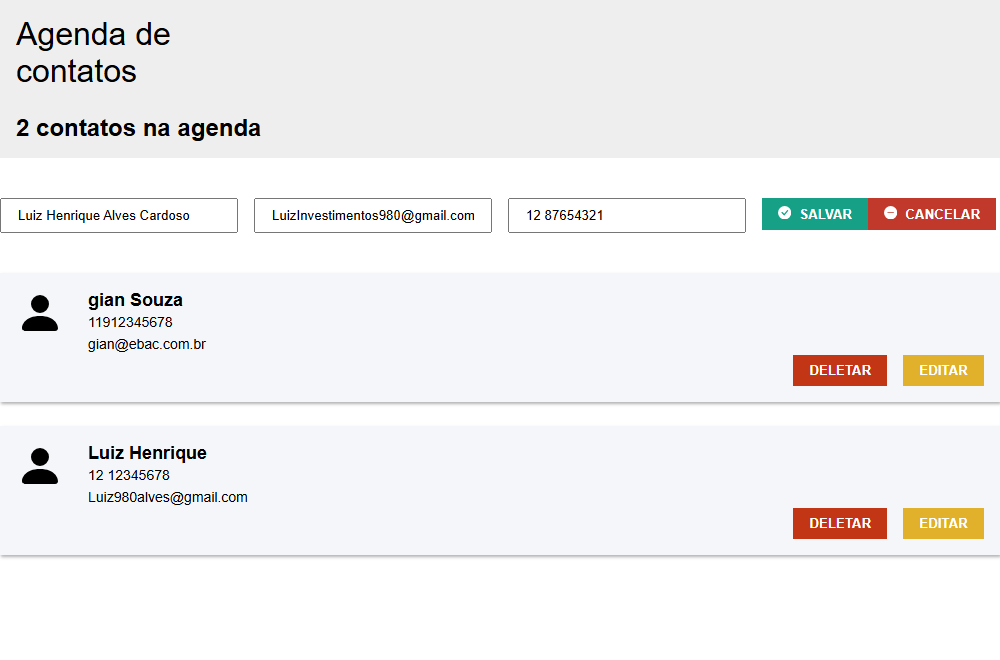 Agenda de
contatos
2 contatos na agenda
Luiz Henrique Alves Cardoso LuizInvestimentos980@gmail.com 12 87654321 SALVAR CANCELAR
gian Souza
11912345678
gian@ebac.com.br
DELETAR EDITAR
Luiz Henrique
12 12345678
Luiz980alves@gmail.com
DELETAR EDITAR